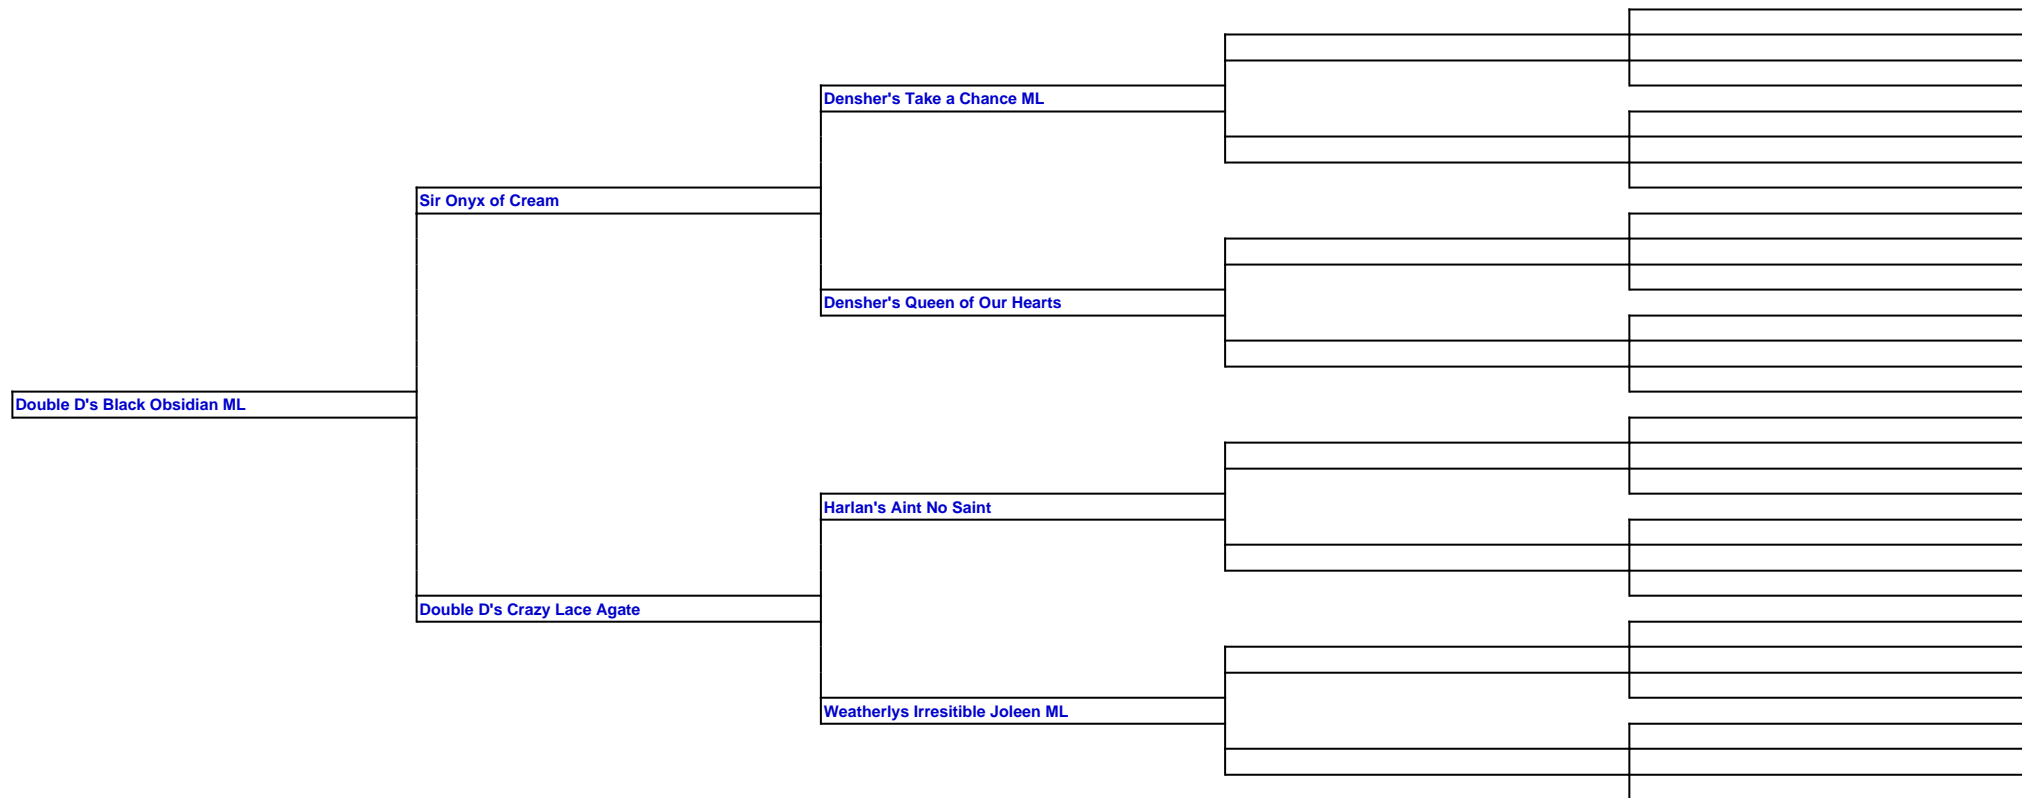 Densher's Take a Chance ML
Sir Onyx of Cream
Densher's Queen of Our Hearts
Double D's Black Obsidian ML
Harlan's Aint No Saint
Double D's Crazy Lace Agate
Weatherlys Irresitible Joleen ML